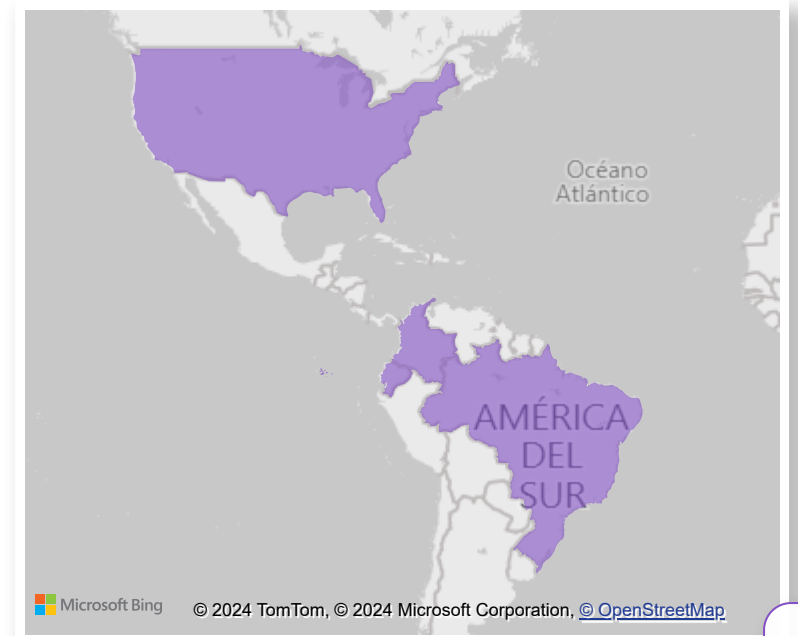 Océano
Atlántico
AMÉRICA
DEL
SUR
Microsoft Bing
© 2024 TomTom, © 2024 Microsoft Corporation, © OpenStreetMap